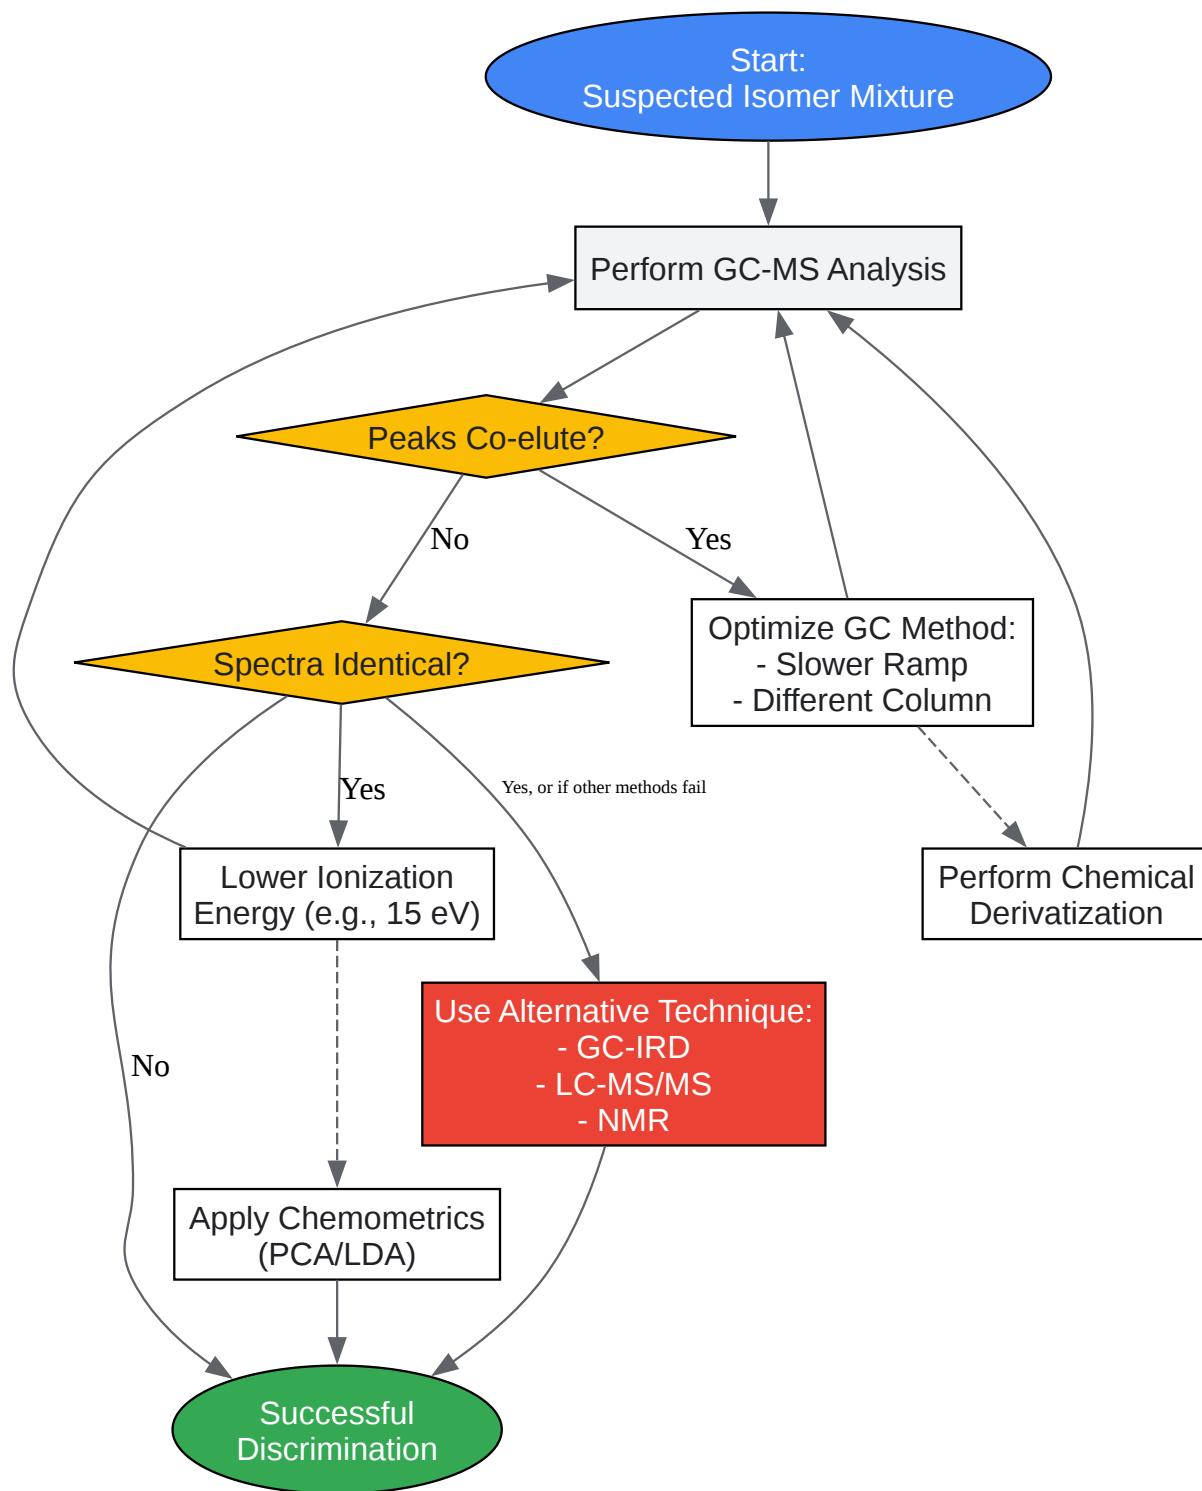 Start:
Suspected Isomer Mixture
Perform GC-MS Analysis
Peaks Co-elute?
No
Yes
Optimize GC Method:
- Slower Ramp
- Different Column
Spectra Identical?
Yes
Yes, or if other methods fail
Lower Ionization
Energy (e.g., 15 eV)
Perform Chemical
Derivatization
Use Alternative Technique:
- GC-IRD
- LC-MS/MS
- NMR
No
Apply Chemometrics
(PCA/LDA)
Successful
Discrimination